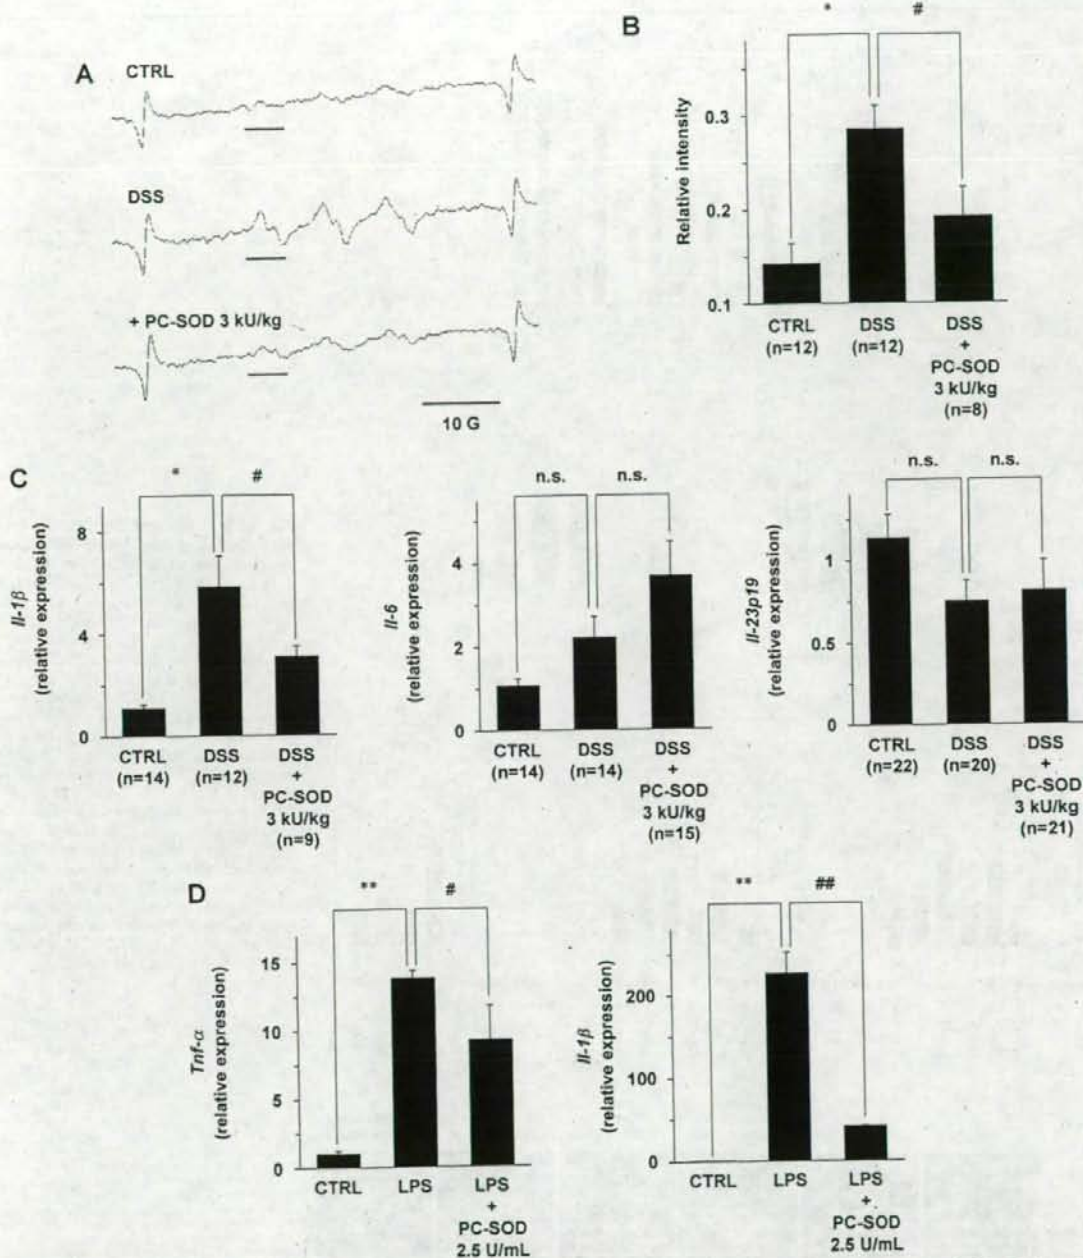 A
CTRL
DSS
+ PC-SOD 3 kU/kg
10 G
B
* #
Relative intensity
0.3
0.2
0.1
CTRL
(n=12)
DSS
(n=12)
DSS
+
PC-SOD
3 kU/kg
(n=8)
C
* #
Il-1β
(relative expression)
8
4
0
CTRL
(n=14)
DSS
(n=12)
DSS
+
PC-SOD
3 kU/kg
(n=9)
n.s. n.s.
Il-6
(relative expression)
4
2
0
CTRL
(n=14)
DSS
(n=14)
DSS
+
PC-SOD
3 kU/kg
(n=15)
n.s. n.s.
Il-23p19
(relative expression)
1
0.5
0
CTRL
(n=22)
DSS
(n=20)
DSS
+
PC-SOD
3 kU/kg
(n=21)
D
** #
Tnf-α
(relative expression)
15
10
5
0
CTRL
LPS
LPS
+
PC-SOD
2.5 U/mL
** ##
Il-1β
(relative expression)
200
100
0
CTRL
LPS
LPS
+
PC-SOD
2.5 U/mL